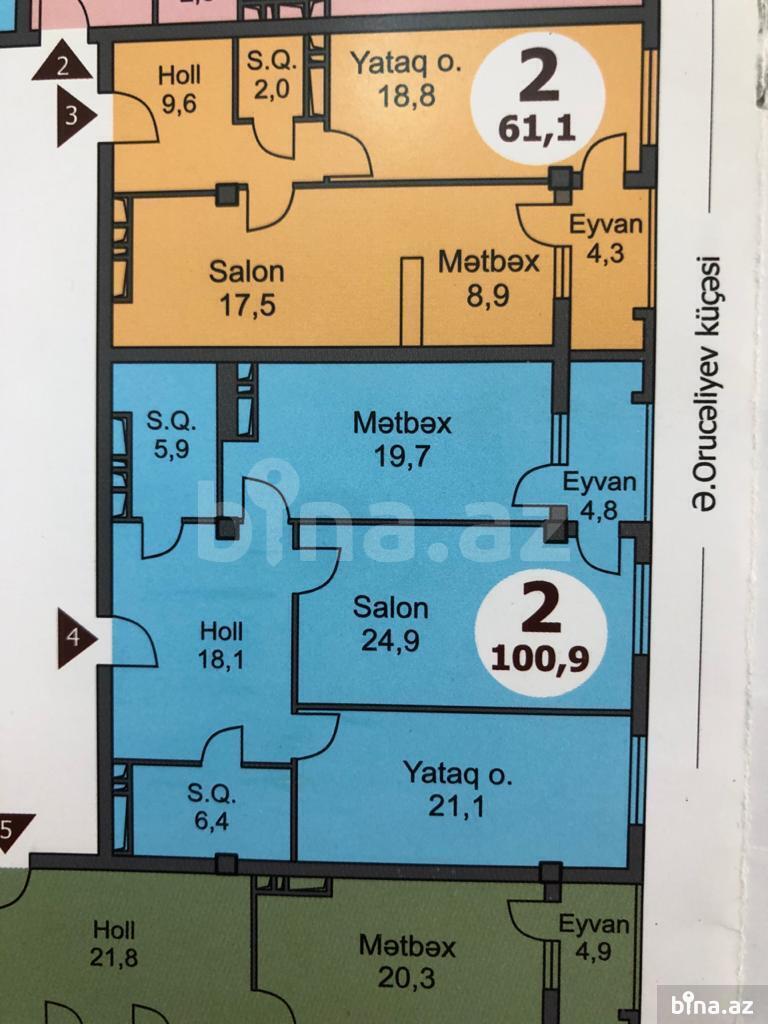 2
3
Holl
9,6
S.Q.
2,0
Yataq o.
18,8
2
61,1
Salon
17,5
Mətbəx
8,9
Eyvan
4,3
S.Q.
5,9
Mətbəx
19,7
Eyvan
4,8
bina.az
4
Holl
18,1
Salon
24,9
2
100,9
Yataq o.
21,1
S.Q.
6,4
5
Holl
21,8
Mətbəx
20,3
Eyvan
4,9
Ə.Orucəliyev küçəsi
bina.az